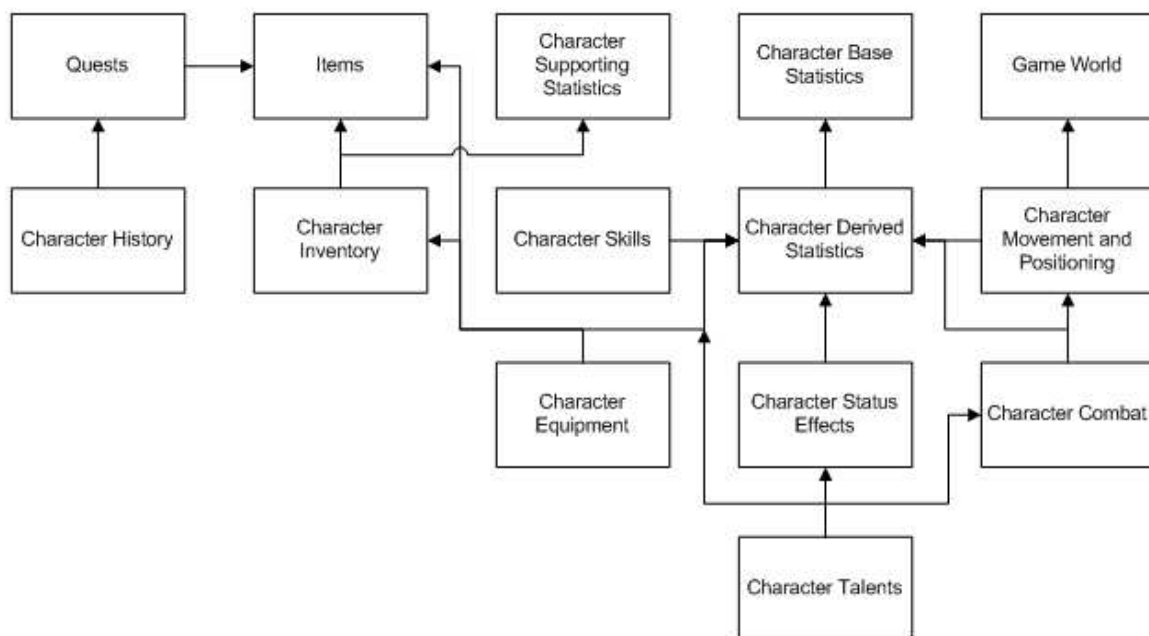 Quests
Items
Character
Supporting
Statistics
Character Base
Statistics
Game World
Character History
Character
Inventory
Character Skills
Character Derived
Statistics
Character
Movement and
Positioning
Character
Equipment
Character Status
Effects
Character Combat
Character Talents